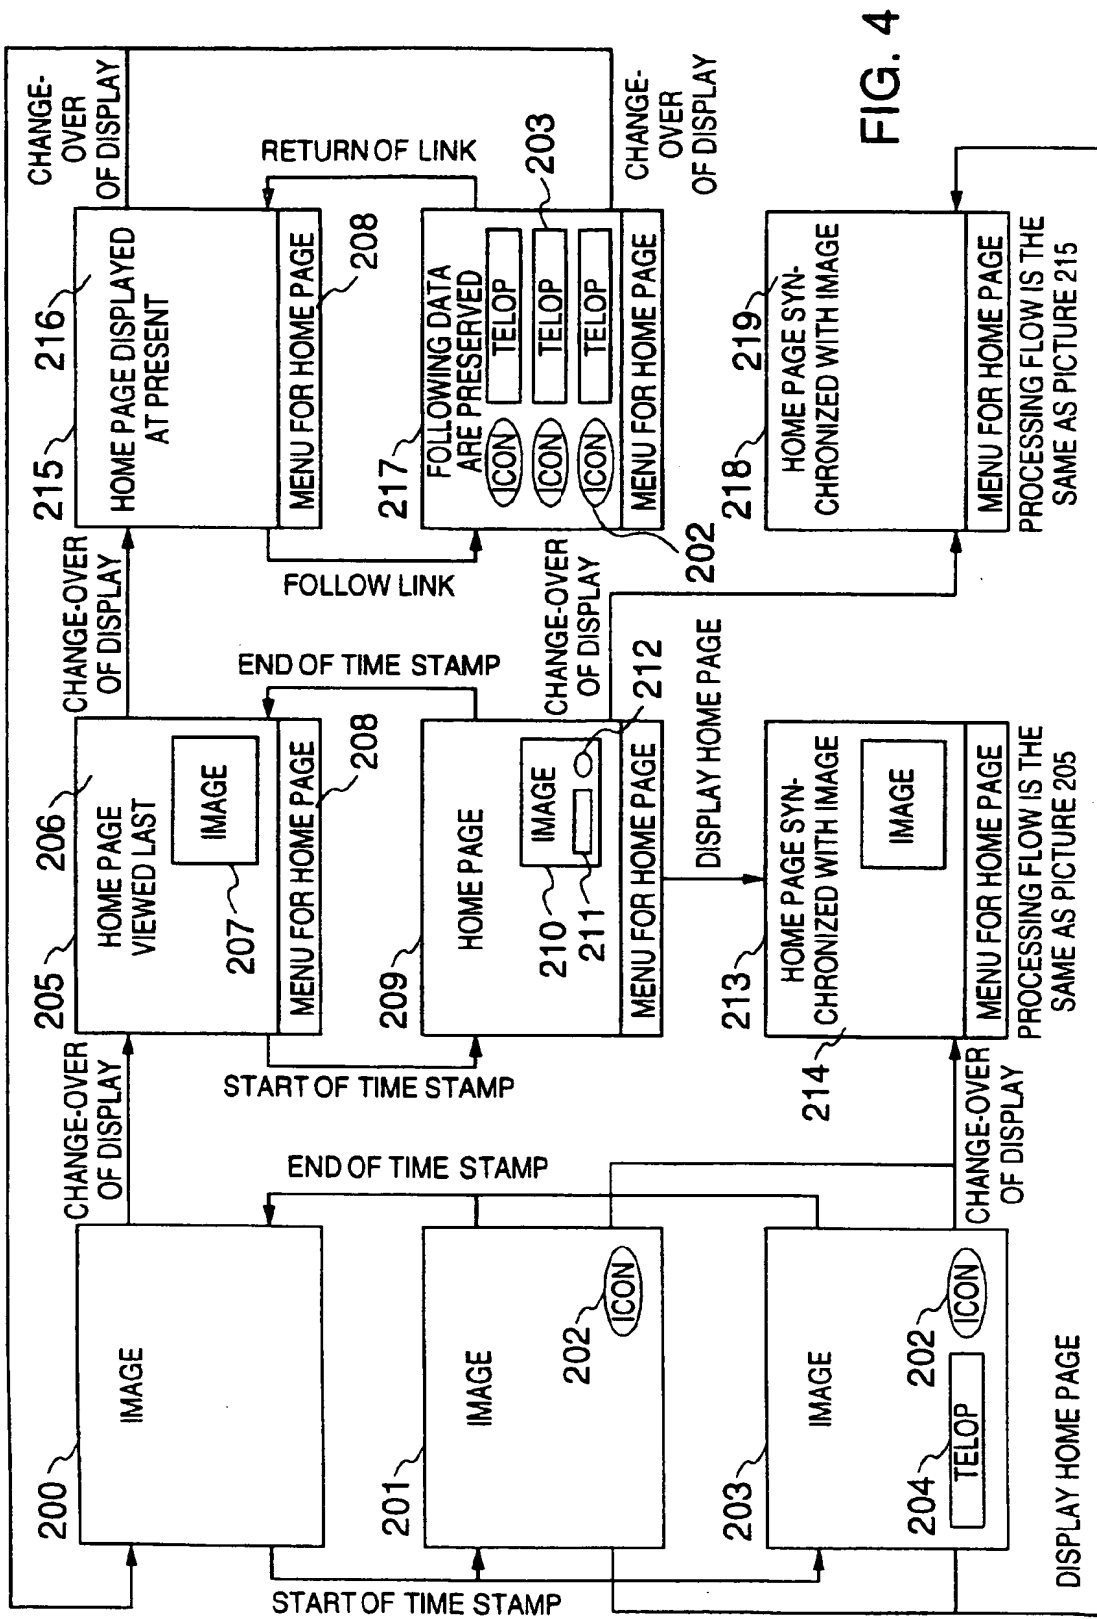 CHANGE-
OVER
OF DISPLAY
CHANGE-OVER
OF DISPLAY
CHANGE-OVER
OF DISPLAY
200
IMAGE
205
206
HOME PAGE
VIEWED LAST
IMAGE
207
MENU FOR HOME PAGE
208
215
216
HOME PAGE DISPLAYED
AT PRESENT
MENU FOR HOME PAGE
208
END OF TIME STAMP
START OF TIME STAMP
END OF TIME STAMP
FOLLOW LINK
RETURN OF LINK
201
IMAGE
202
ICON
209
HOME PAGE
210
IMAGE
211
212
MENU FOR HOME PAGE
CHANGE-OVER
OF DISPLAY
217
FOLLOWING DATA
ARE PRESERVED
ICON
TELOP
ICON
TELOP
ICON
TELOP
203
202
MENU FOR HOME PAGE
CHANGE-
OVER
OF DISPLAY
START OF TIME STAMP
DISPLAY HOME PAGE
203
IMAGE
204
TELOP
202
ICON
CHANGE-OVER
OF DISPLAY
213
214
HOME PAGE SYN-
CHRONIZED WITH IMAGE
IMAGE
MENU FOR HOME PAGE
PROCESSING FLOW IS THE
SAME AS PICTURE 205
218
219
HOME PAGE SYN-
CHRONIZED WITH IMAGE
MENU FOR HOME PAGE
PROCESSING FLOW IS THE
SAME AS PICTURE 215
DISPLAY HOME PAGE
FIG. 4